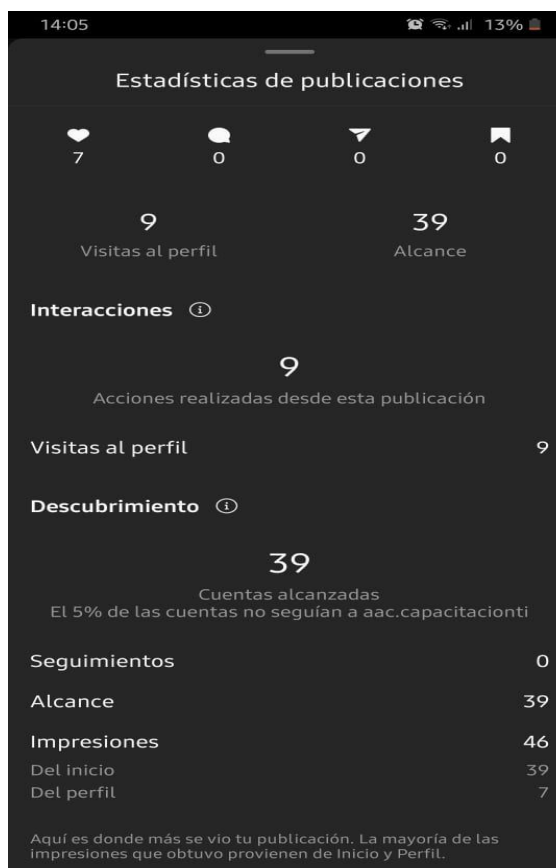 14:05 13%
Estadísticas de publicaciones
7 0 0 0
9 39
Visitas al perfil Alcance
Interacciones
9
Acciones realizadas desde esta publicación
Visitas al perfil 9
Descubrimiento
39
Cuentas alcanzadas
El 5% de las cuentas no seguían a aac.capacitacionti
Seguimientos 0
Alcance 39
Impresiones 46
Del inicio 39
Del perfil 7
Aquí es donde más se vio tu publicación. La mayoría de las
impresiones que obtuvo provienen de Inicio y Perfil.